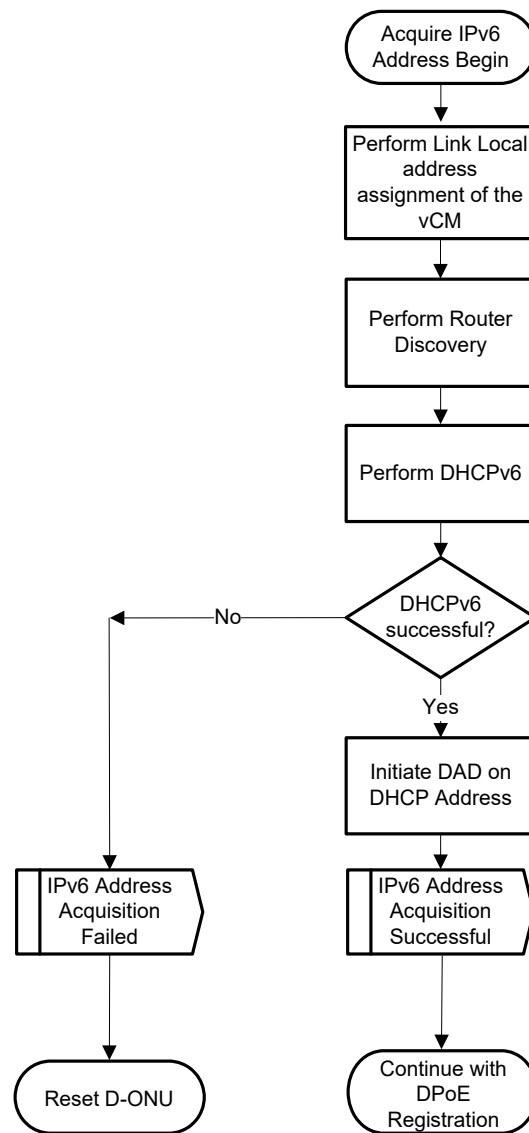 Acquire IPv6
Address Begin
Perform Link Local
address
assignment of the
vCM
Perform Router
Discovery
Perform DHCPv6
DHCPv6
successful?
No
Yes
Initiate DAD on
DHCP Address
IPv6 Address
Acquisition
Failed
IPv6 Address
Acquisition
Successful
Reset D-ONU
Continue with
DPoE
Registration